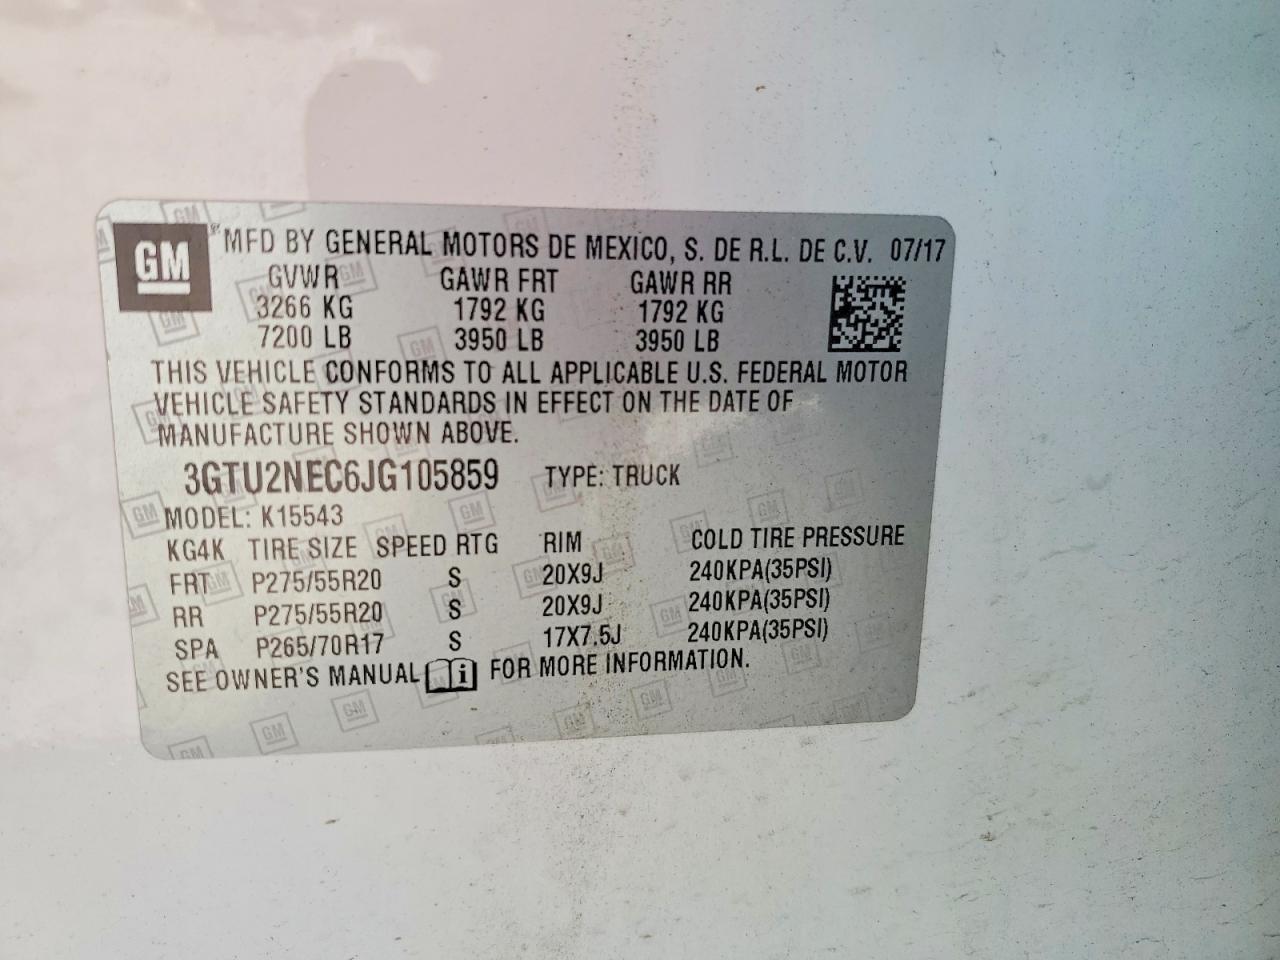 GM MFD BY GENERAL MOTORS DE MEXICO, S. DE R.L. DE C.V. 07/17
GVWR GAWR FRT GAWR RR
3266 KG 1792 KG 1792 KG
7200 LB 3950 LB 3950 LB
THIS VEHICLE CONFORMS TO ALL APPLICABLE U.S. FEDERAL MOTOR
VEHICLE SAFETY STANDARDS IN EFFECT ON THE DATE OF
MANUFACTURE SHOWN ABOVE.
3GTU2NEC6JG105859 TYPE: TRUCK
MODEL: K15543
KG4K TIRE SIZE SPEED RTG RIM COLD TIRE PRESSURE
FRT P275/55R20 S 20X9J 240KPA(35PSI)
RR P275/55R20 S 20X9J 240KPA(35PSI)
SPA P265/70R17 S 17X7.5J 240KPA(35PSI)
SEE OWNER'S MANUAL FOR MORE INFORMATION.